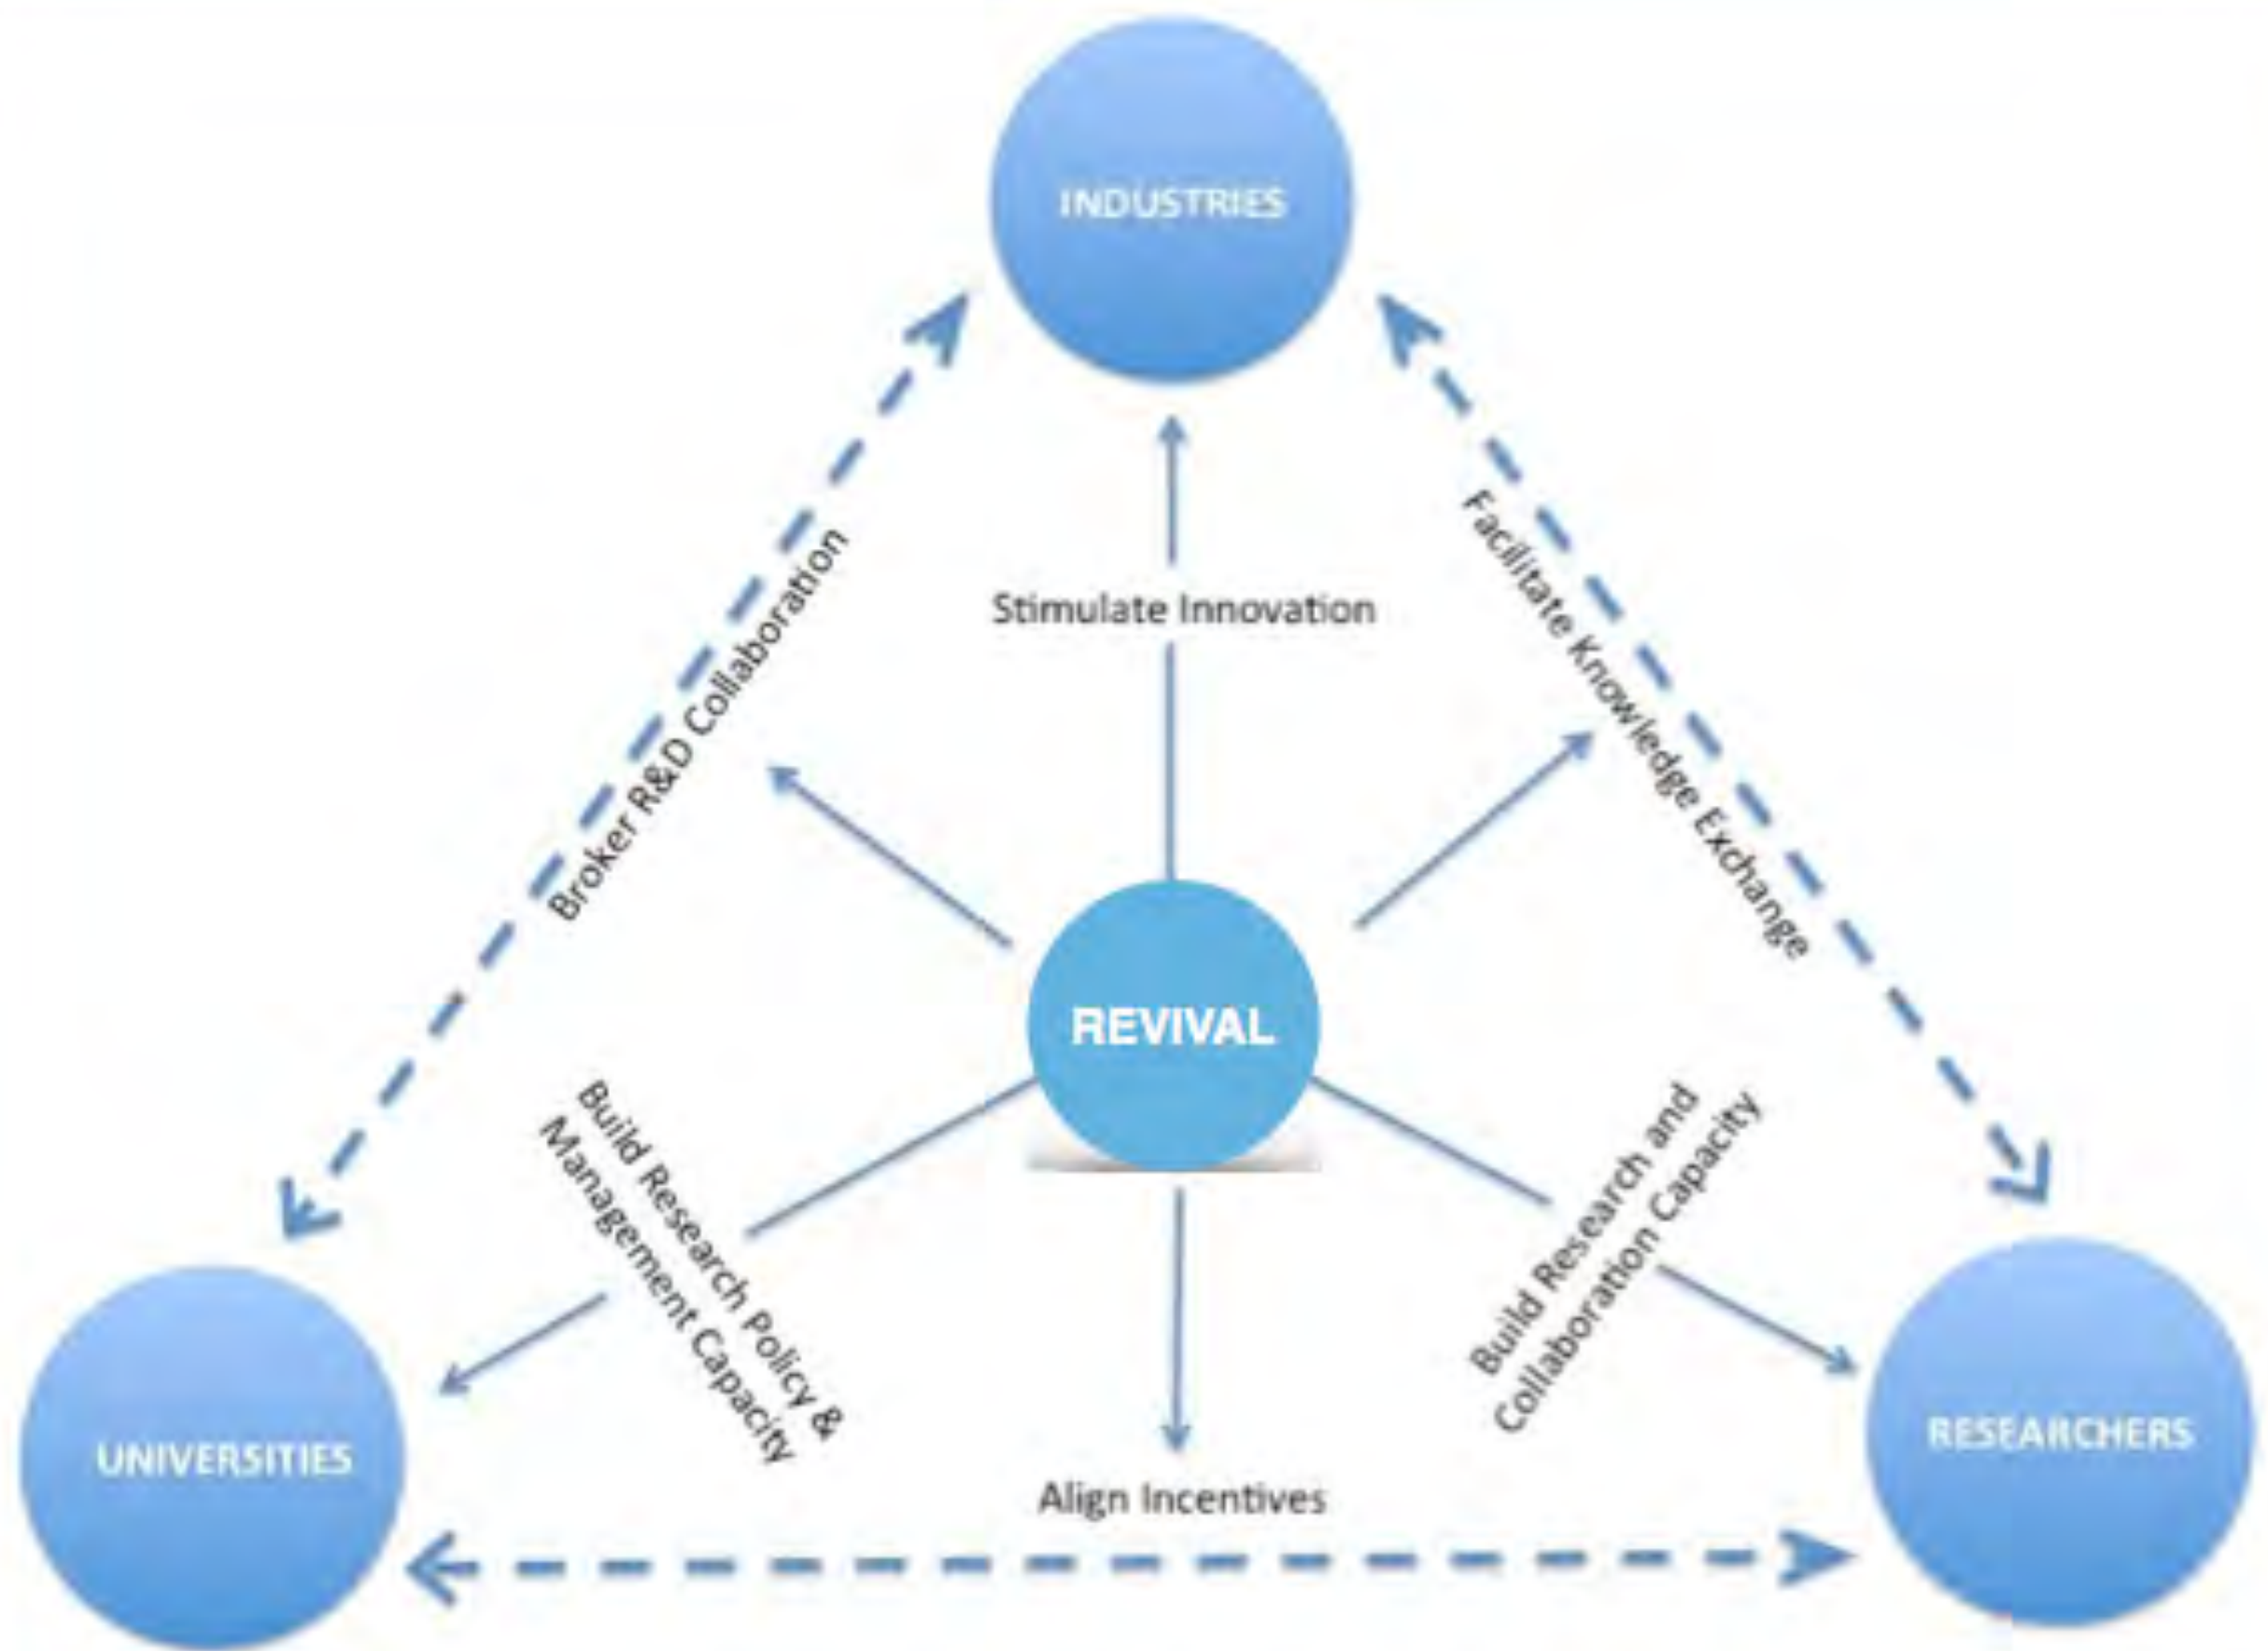 INDUSTRIES
Stimulate Innovation
Broker R&D Collaboration
Facilitate Knowledge Exchange
REVIVAL
Build Research Policy &
Management Capacity
Build Research and
Collaboration Capacity
UNIVERSITIES
RESEARCHERS
Align Incentives